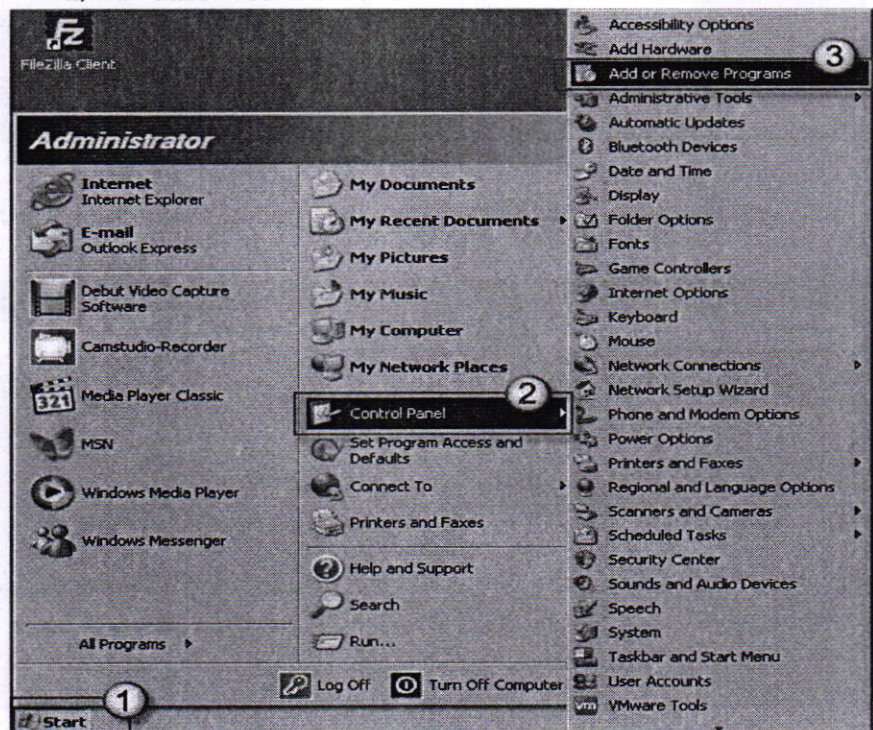 FileZilla Client
Administrator
Internet
Internet Explorer
E-mail
Outlook Express
Debut Video Capture
Software
Camstudio-Recorder
Media Player Classic
MSN
Windows Media Player
Windows Messenger
All Programs
My Documents
My Recent Documents
My Pictures
My Music
My Computer
My Network Places
2
Control Panel
Set Program Access and
Defaults
Connect To
Printers and Faxes
Help and Support
Search
Run...
Log Off
Turn Off Computer
1
Start
Accessibility Options
Add Hardware
3
Add or Remove Programs
Administrative Tools
Automatic Updates
Bluetooth Devices
Date and Time
Display
Folder Options
Fonts
Game Controllers
Internet Options
Keyboard
Mouse
Network Connections
Network Setup Wizard
Phone and Modem Options
Power Options
Printers and Faxes
Regional and Language Options
Scanners and Cameras
Scheduled Tasks
Security Center
Sounds and Audio Devices
Speech
System
Taskbar and Start Menu
User Accounts
VMware Tools